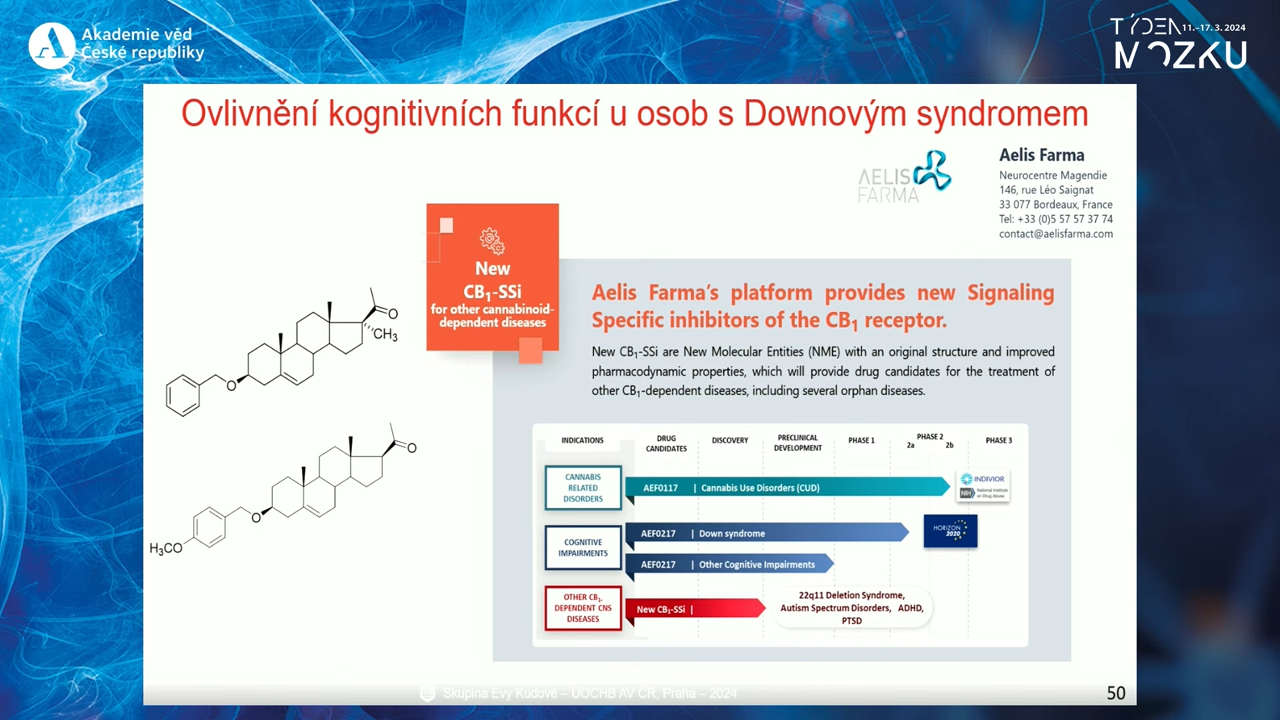 Akademie věd
České republiky
TÝDEN 11.–17. 3. 2024
MOZKU
Ovlivnění kognitivních funkcí u osob s Downovým syndromem
AELIS
FARMA
Aelis Farma
Neurocentre Magendie
146, rue Léo Saignat
33 077 Bordeaux, France
Tel: +33 (0)5 57 57 37 74
contact@aelisfarma.com
New
CB₁-SSi
for other cannabinoid-
dependent diseases
Aelis Farma's platform provides new Signaling
Specific inhibitors of the CB₁ receptor.
New CB₁-SSi are New Molecular Entities (NME) with an original structure and improved
pharmacodynamic properties, which will provide drug candidates for the treatment of
other CB₁-dependent diseases, including several orphan diseases.
O
CH₃
O
O
O
H₃CO
INDICATIONS
DRUG
CANDIDATES
DISCOVERY
PRECLINICAL
DEVELOPMENT
PHASE 1
PHASE 2
2a 2b
PHASE 3
CANNABIS
RELATED
DISORDERS
AEF0117 | Cannabis Use Disorders (CUD)
INDIVIOR
NIH National Institute
on Drug Abuse
COGNITIVE
IMPAIRMENTS
AEF0217 | Down syndrome
HORIZON
2020
AEF0217 | Other Cognitive Impairments
OTHER CB₁-
DEPENDENT CNS
DISEASES
New CB₁-SSi |
22q11 Deletion Syndrome,
Autism Spectrum Disorders, ADHD,
PTSD
Skupina Evy Kudové – ÚOCHB AV ČR, Praha – 2024
50